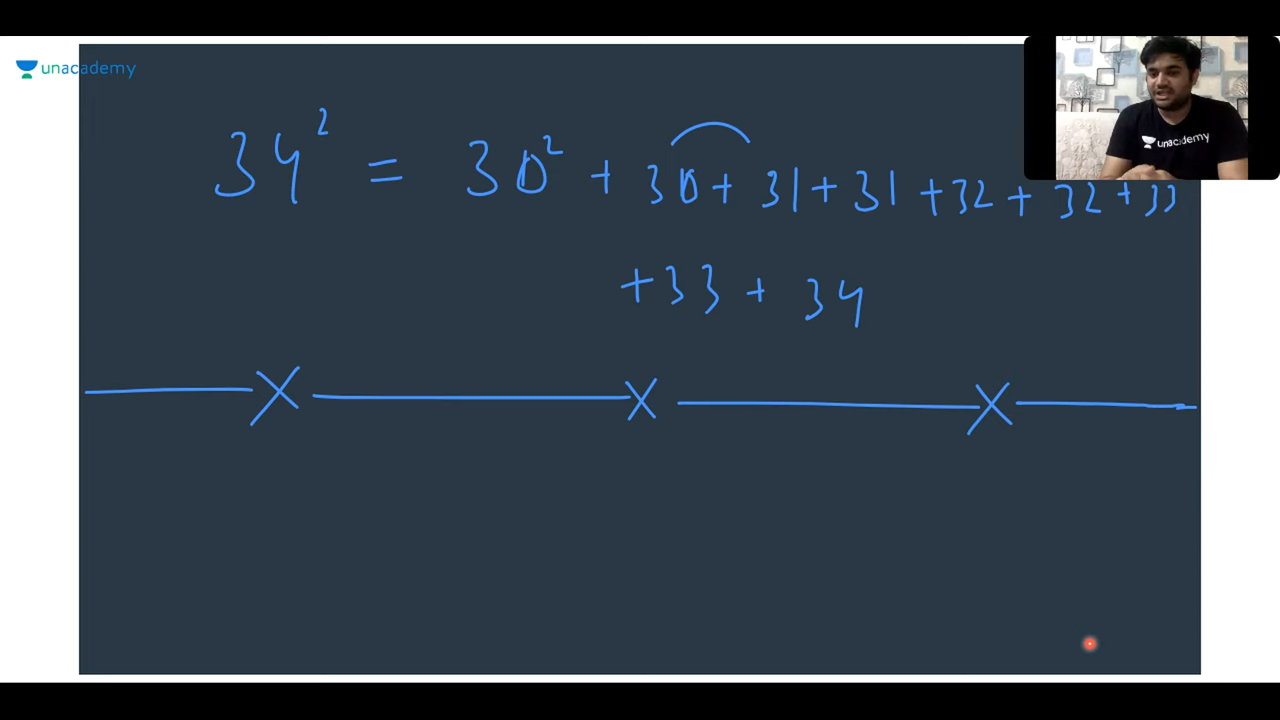 unacademy
unacademy
34² = 30² + 30 + 31 + 31 + 32 + 32 + 33
+ 33 + 34